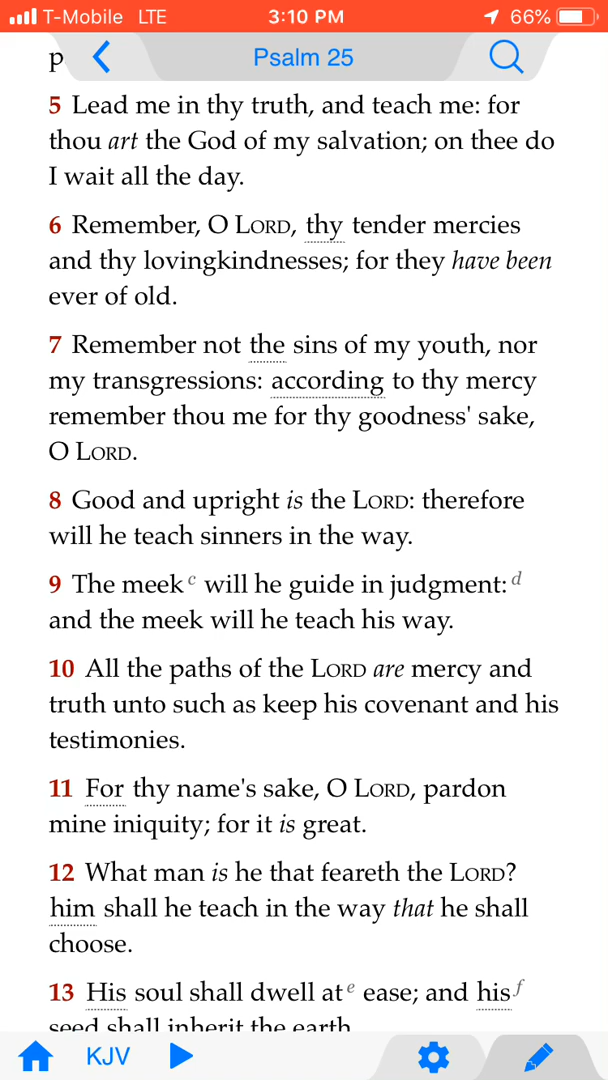 T-Mobile LTE 3:10 PM 66%
p
Psalm 25
5 Lead me in thy truth, and teach me: for
thou art the God of my salvation; on thee do
I wait all the day.
6 Remember, O LORD, thy tender mercies
and thy lovingkindnesses; for they have been
ever of old.
7 Remember not the sins of my youth, nor
my transgressions: according to thy mercy
remember thou me for thy goodness' sake,
O LORD.
8 Good and upright is the LORD: therefore
will he teach sinners in the way.
9 The meek c will he guide in judgment: d
and the meek will he teach his way.
10 All the paths of the LORD are mercy and
truth unto such as keep his covenant and his
testimonies.
11 For thy name's sake, O LORD, pardon
mine iniquity; for it is great.
12 What man is he that feareth the LORD?
him shall he teach in the way that he shall
choose.
13 His soul shall dwell at e ease; and his f
seed shall inherit the earth
KJV